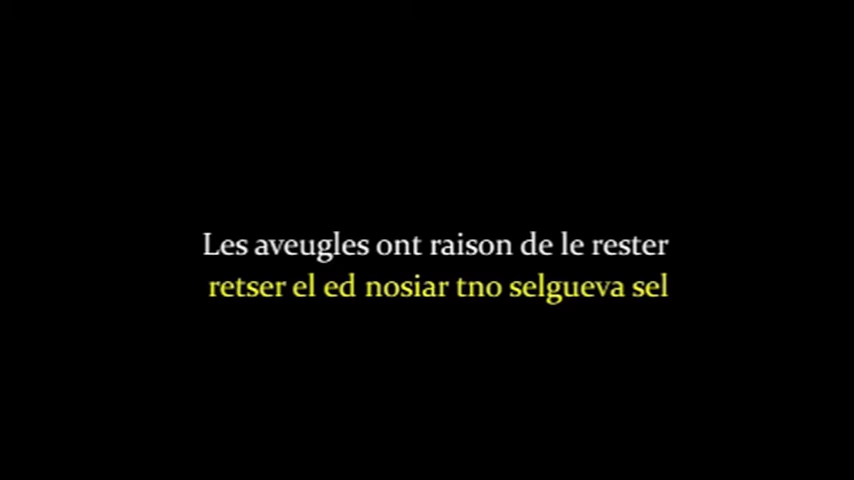 Les aveugles ont raison de le rester
retser el ed nosiar tno selgueva sel